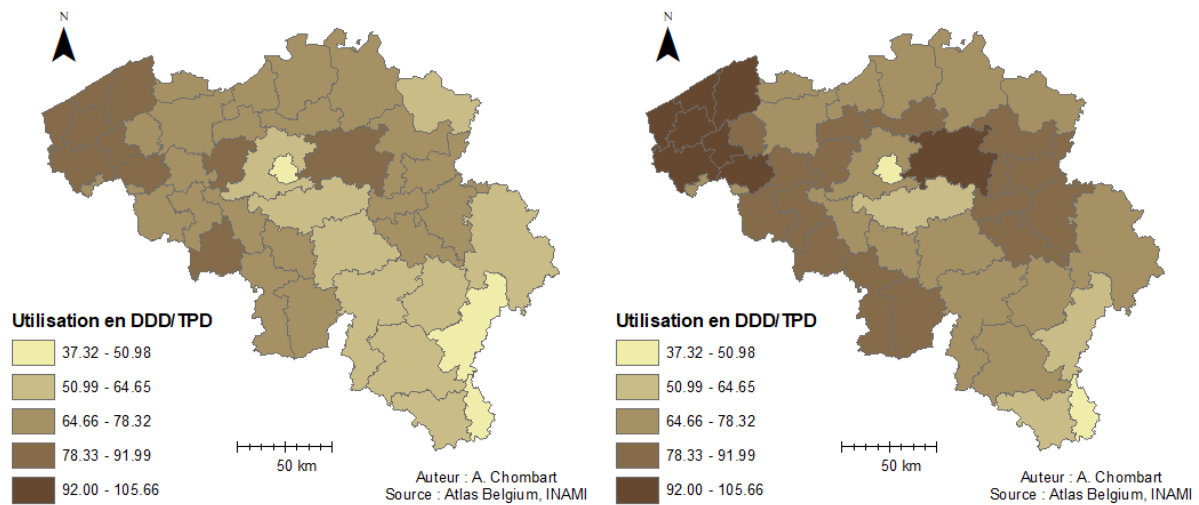 N
Utilisation en DDD/TPD
37.32 - 50.98
50.99 - 64.65
64.66 - 78.32
78.33 - 91.99
92.00 - 105.66
50 km
Auteur : A. Chombart
Source : Atlas Belgium, INAMI
N
Utilisation en DDD/TPD
37.32 - 50.98
50.99 - 64.65
64.66 - 78.32
78.33 - 91.99
92.00 - 105.66
50 km
Auteur : A. Chombart
Source : Atlas Belgium, INAMI